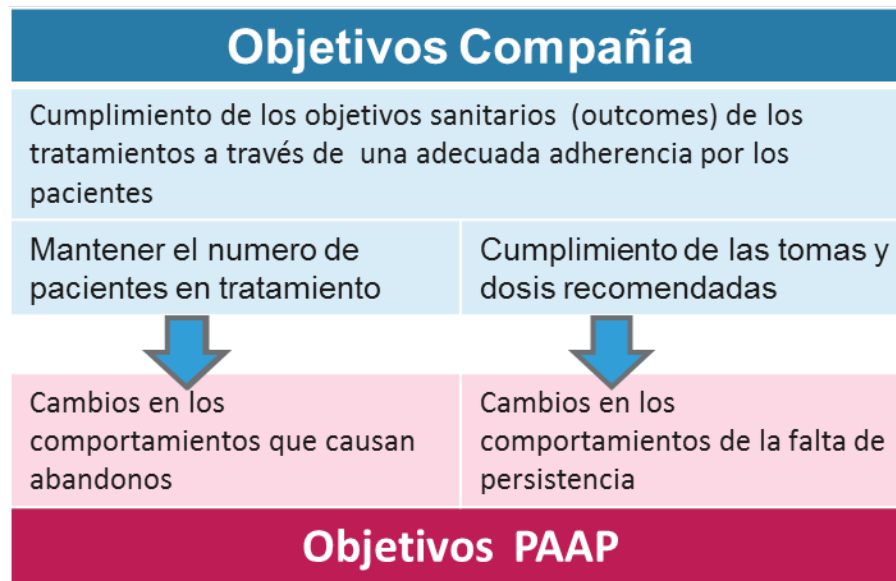 Objetivos Compañía
Cumplimiento de los objetivos sanitarios (outcomes) de los
tratamientos a través de una adecuada adherencia por los
pacientes
Mantener el numero de
pacientes en tratamiento
Cumplimiento de las tomas y
dosis recomendadas
Cambios en los
comportamientos que causan
abandonos
Cambios en los
comportamientos de la falta de
persistencia
Objetivos PAAP